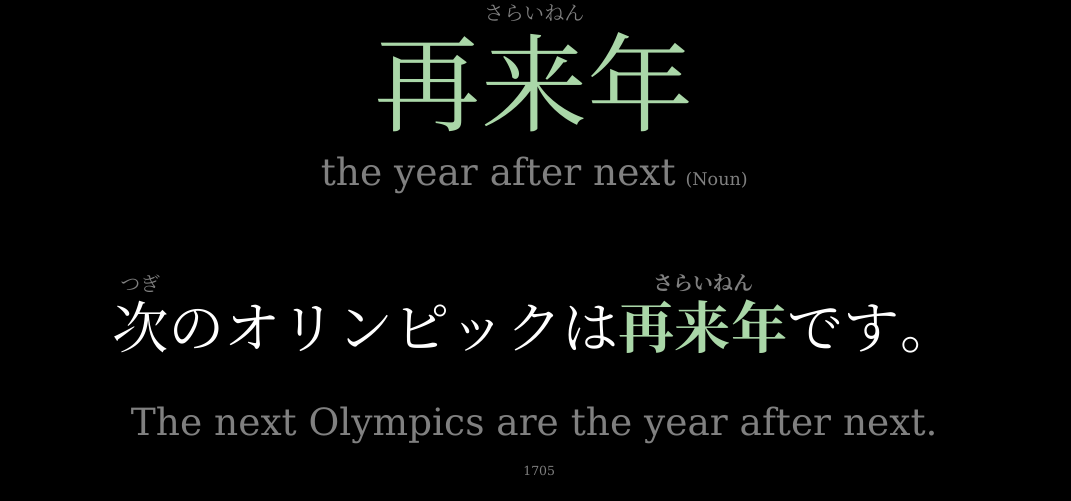 さらいねん
再来年
the year after next (Noun)
つぎ さらいねん
次のオリンピックは再来年です。
The next Olympics are the year after next.
1705